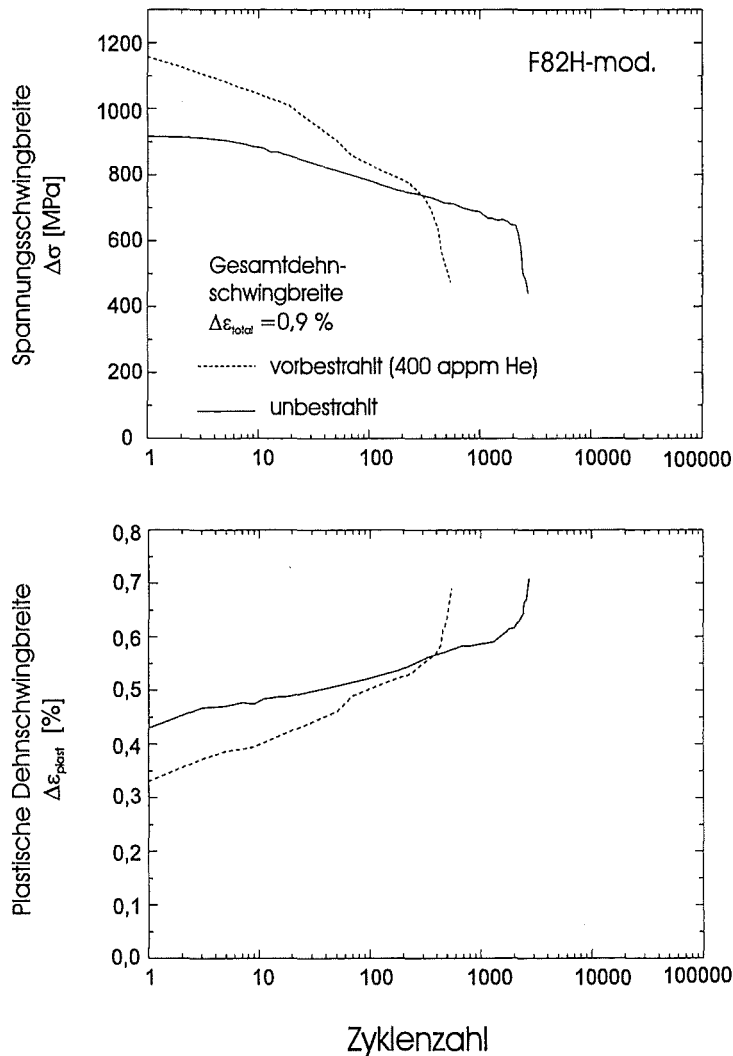 1200
1000
800
600
400
200
0
Spannungsschwingbreite
Δσ [MPa]
F82H-mod.
Gesamtdehn-
schwingbreite
Δε_total =0,9 %
vorbestrahlt (400 appm He)
unbestrahlt
1 10 100 1000 10000 100000
0,8
0,7
0,6
0,5
0,4
0,3
0,2
0,1
0,0
Plastische Dehnschwingbreite
Δε_plast [%]
1 10 100 1000 10000 100000
Zyklenzahl